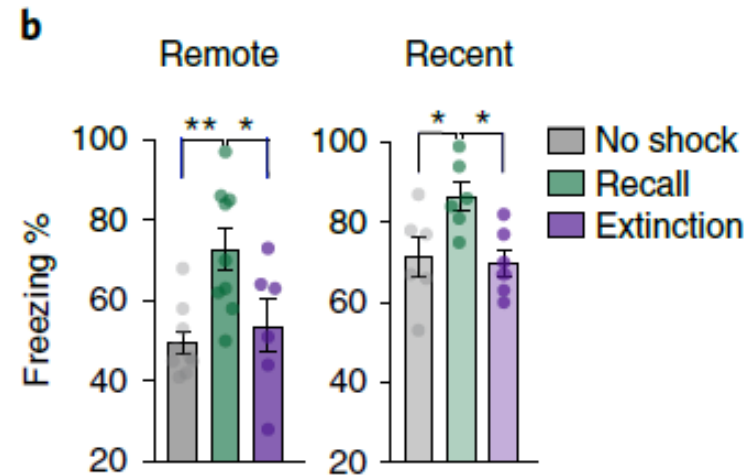 b
Remote
Recent
** *
* *
100
80
60
40
20
100
80
60
40
20
Freezing %
No shock
Recall
Extinction